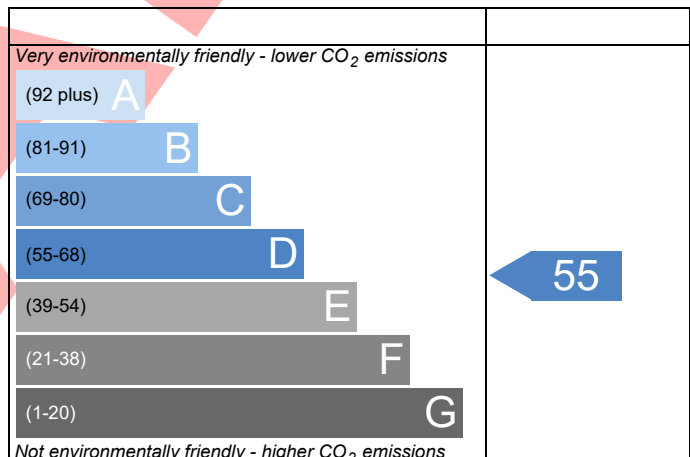 Very environmentally friendly - lower CO2 emissions
(92 plus) A
(81-91) B
(69-80) C
(55-68) D
55
(39-54) E
(21-38) F
(1-20) G
Not environmentally friendly - higher CO2 emissions